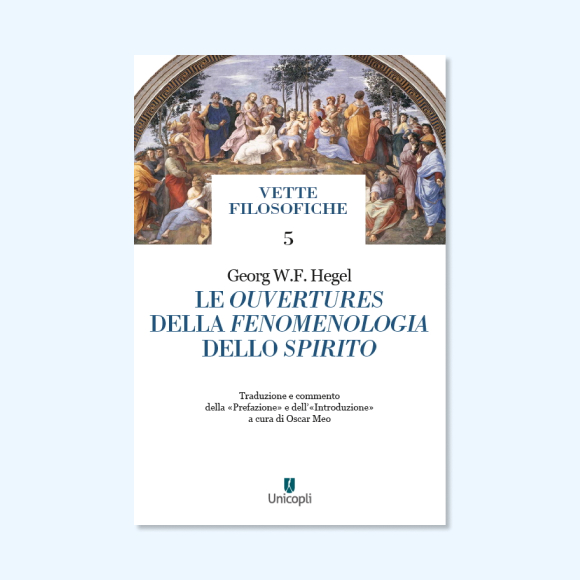 VETTE
FILOSOFICHE
5
Georg W.F. Hegel
LE OUVERTURES
DELLA FENOMENOLOGIA
DELLO SPIRITO
Traduzione e commento
della «Prefazione» e dell'«Introduzione»
a cura di Oscar Meo
Unicopli